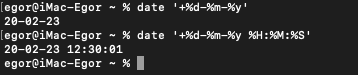 [egor@iMac-Egor ~ % date '+%d-%m-%y'
20-02-23
[egor@iMac-Egor ~ % date '+%d-%m-%y %H:%M:%S'
20-02-23 12:30:01
egor@iMac-Egor ~ %